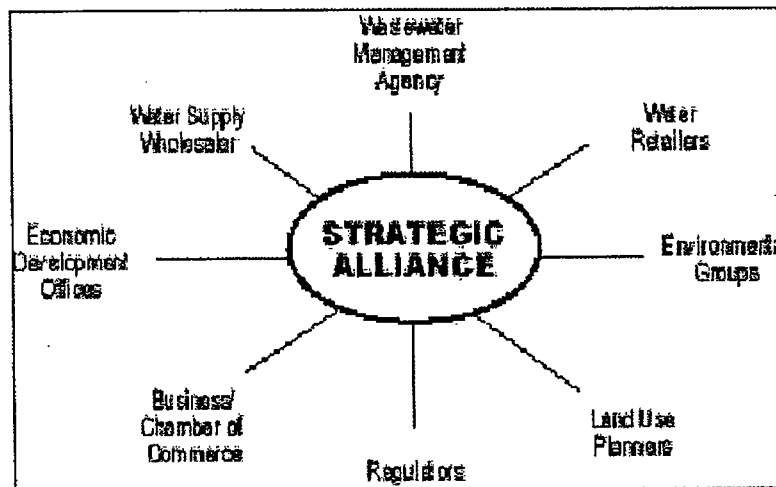 Wastewater
Management
Agency
Water Supply
Wholesaler
Water
Retailers
STRATEGIC
ALLIANCE
Economic
Development
Offices
Environmental
Groups
Business/
Chamber of
Commerce
Land Use
Planners
Regulators